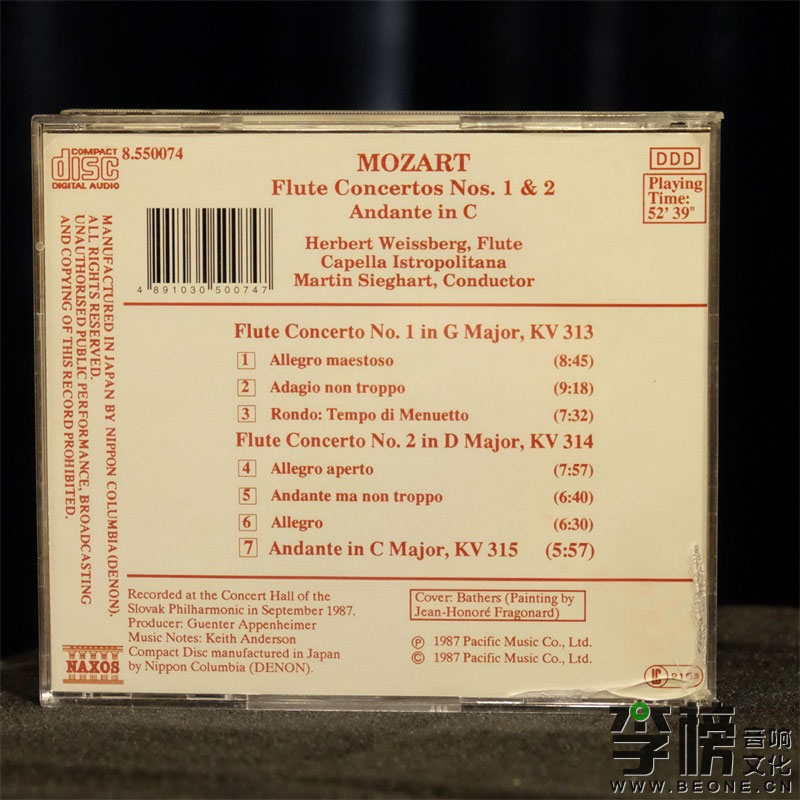 COMPACT
disc
DIGITAL AUDIO
8.550074
MOZART
Flute Concertos Nos. 1 & 2
Andante in C
DDD
Playing
Time:
52' 39"
4 891030 500747
Herbert Weissberg, Flute
Capella Istropolitana
Martin Sieghart, Conductor
MANUFACTURED IN JAPAN BY NIPPON COLUMBIA (DENON).
ALL RIGHTS RESERVED.
UNAUTHORISED PUBLIC PERFORMANCE, BROADCASTING
AND COPYING OF THIS RECORD PROHIBITED.
Flute Concerto No. 1 in G Major, KV 313
1 Allegro maestoso (8:45)
2 Adagio non troppo (9:18)
3 Rondo: Tempo di Menuetto (7:32)
Flute Concerto No. 2 in D Major, KV 314
4 Allegro aperto (7:57)
5 Andante ma non troppo (6:40)
6 Allegro (6:30)
7 Andante in C Major, KV 315 (5:57)
Recorded at the Concert Hall of the
Slovak Philharmonic in September 1987.
Producer: Guenter Appenheimer
Music Notes: Keith Anderson
Compact Disc manufactured in Japan
by Nippon Columbia (DENON).
Cover: Bathers (Painting by
Jean-Honoré Fragonard)
℗ 1987 Pacific Music Co., Ltd.
© 1987 Pacific Music Co., Ltd.
NAXOS
李榜音响文化
WWW.BEONE.CN